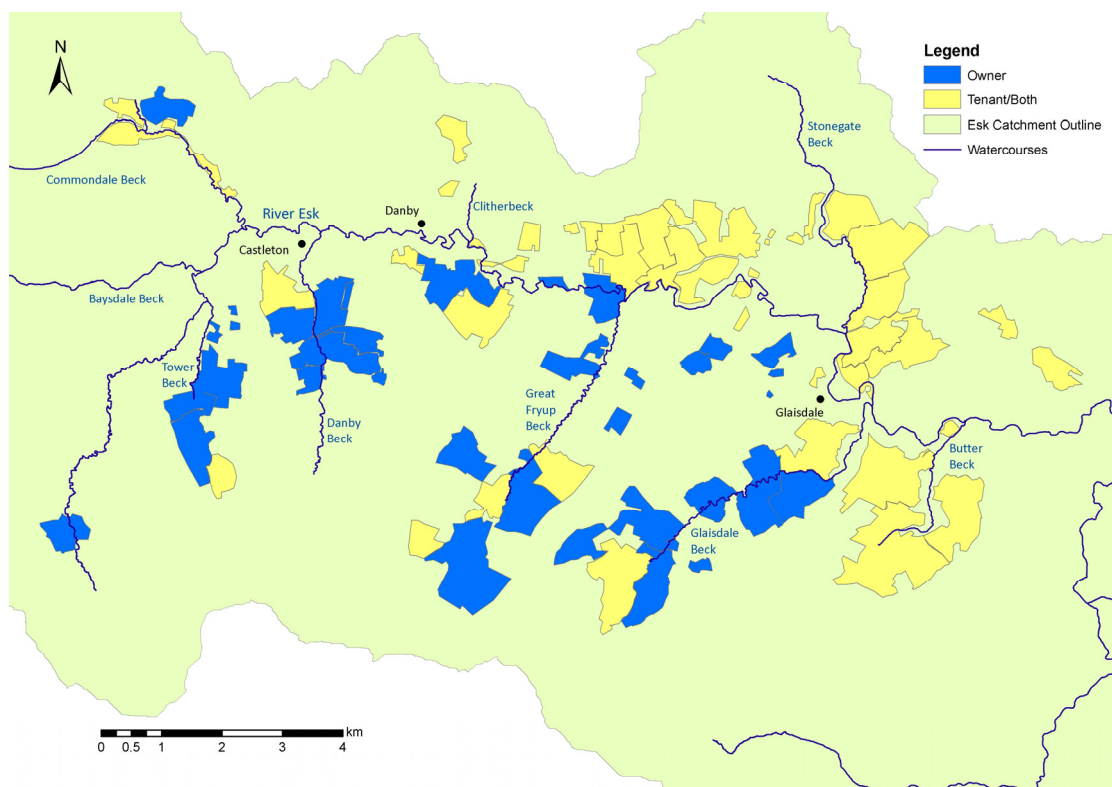 N
Legend
Owner
Tenant/Both
Esk Catchment Outline
Watercourses
Stonegate
Beck
Commondale Beck
River Esk
Danby
Clitherbeck
Castleton
Baysdale Beck
Tower
Beck
Danby
Beck
Great
Fryup
Beck
Glaisdale
Butter
Beck
Glaisdale
Beck
km
0 0.5 1 2 3 4